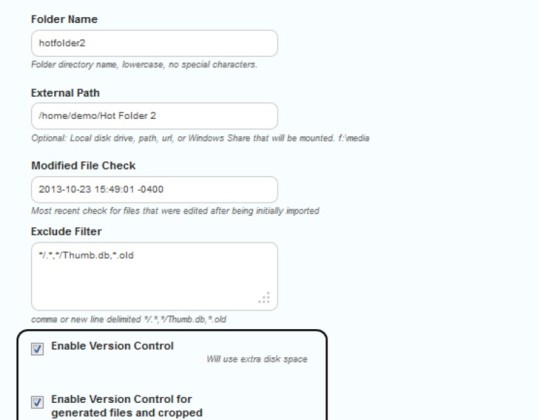 Folder Name
hotfolder2
Folder directory name, lowercase, no special characters.
External Path
/home/demo/Hot Folder 2
Optional: Local disk drive, path, url, or Windows Share that will be mounted. f:\media
Modified File Check
2013-10-23 15:49:01 -0400
Most recent check for files that were edited after being initially imported
Exclude Filter
*/.*,*/Thumb.db,*.old
comma or new line delimited */.*,*/Thumb.db,*.old
Enable Version Control
Will use extra disk space
Enable Version Control for
generated files and cropped